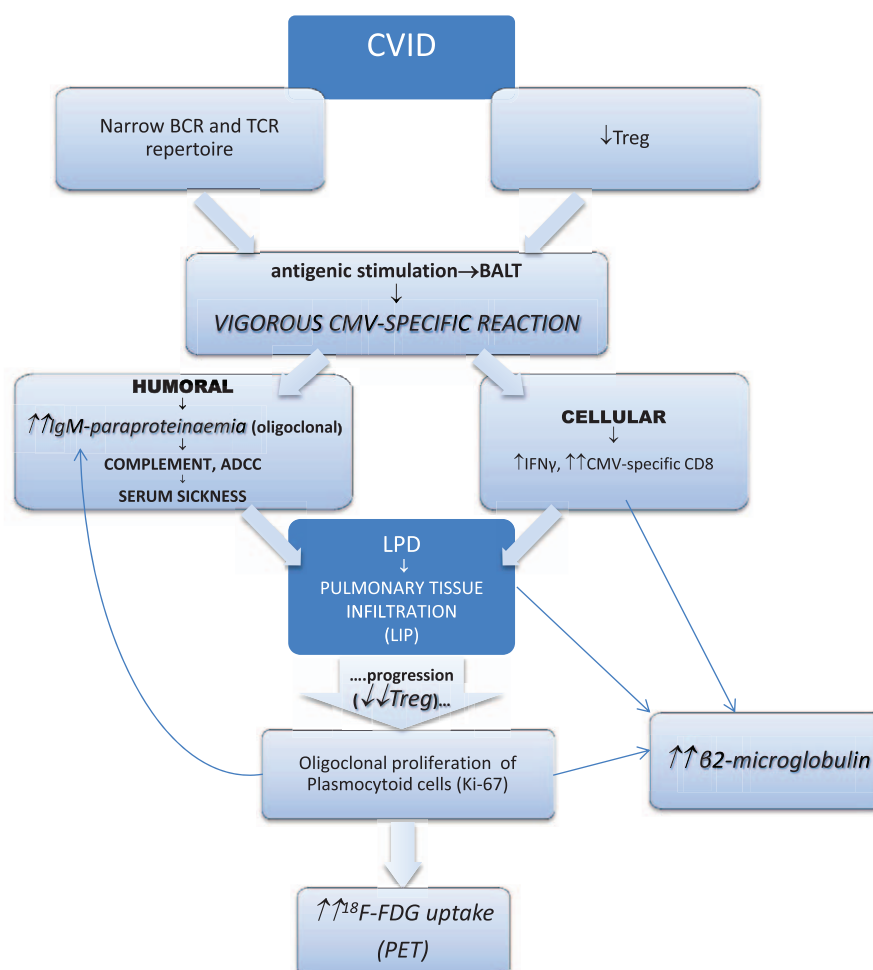 CVID
Narrow BCR and TCR
repertoire
↓Treg
antigenic stimulation→BALT
↓
VIGOROUS CMV-SPECIFIC REACTION
HUMORAL
↓
↑↑IgM-paraproteinaemia (oligoclonal)
↓
COMPLEMENT, ADCC
↓
SERUM SICKNESS
CELLULAR
↓
↑IFNγ, ↑↑CMV-specific CD8
LPD
↓
PULMONARY TISSUE
INFILTRATION
(LIP)
....progression
(↓↓Treg)...
Oligoclonal proliferation of
Plasmocytoid cells (Ki-67)
↑↑ β2-microglobulin
↑↑¹⁸F-FDG uptake
(PET)